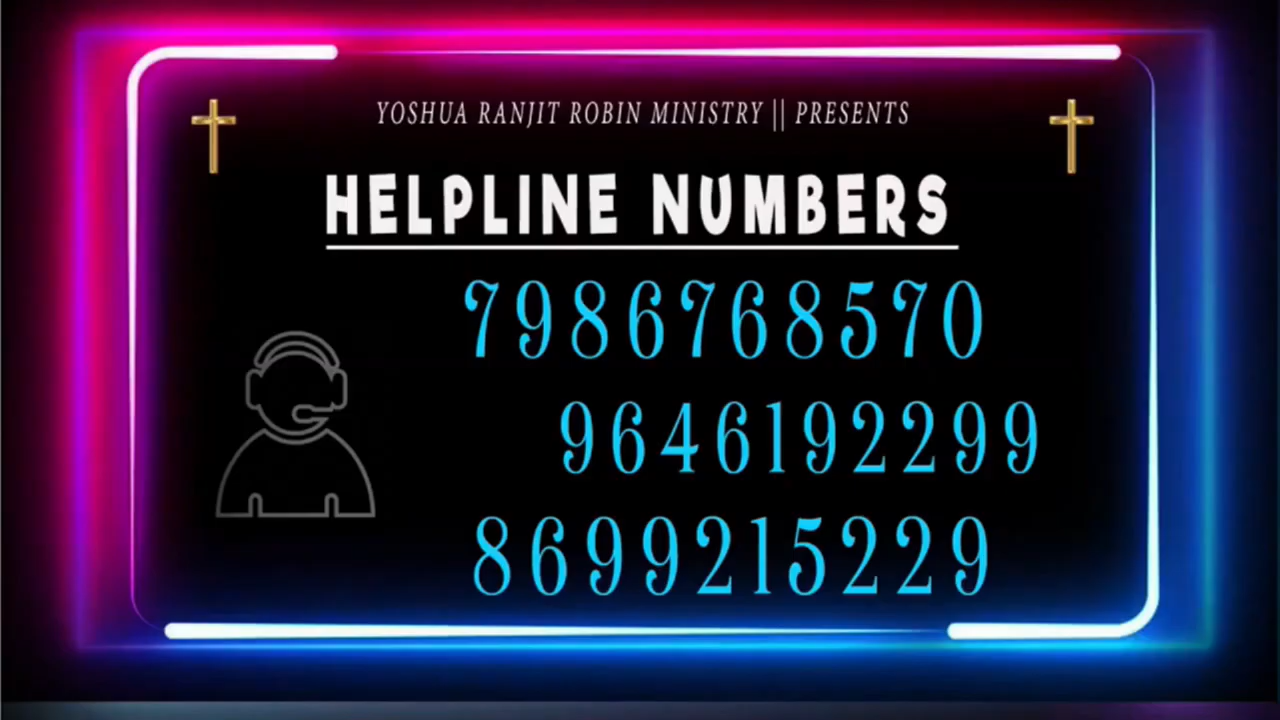 YOSHUA RANJIT ROBIN MINISTRY || PRESENTS
HELPLINE NUMBERS
7986768570
9646192299
8699215229